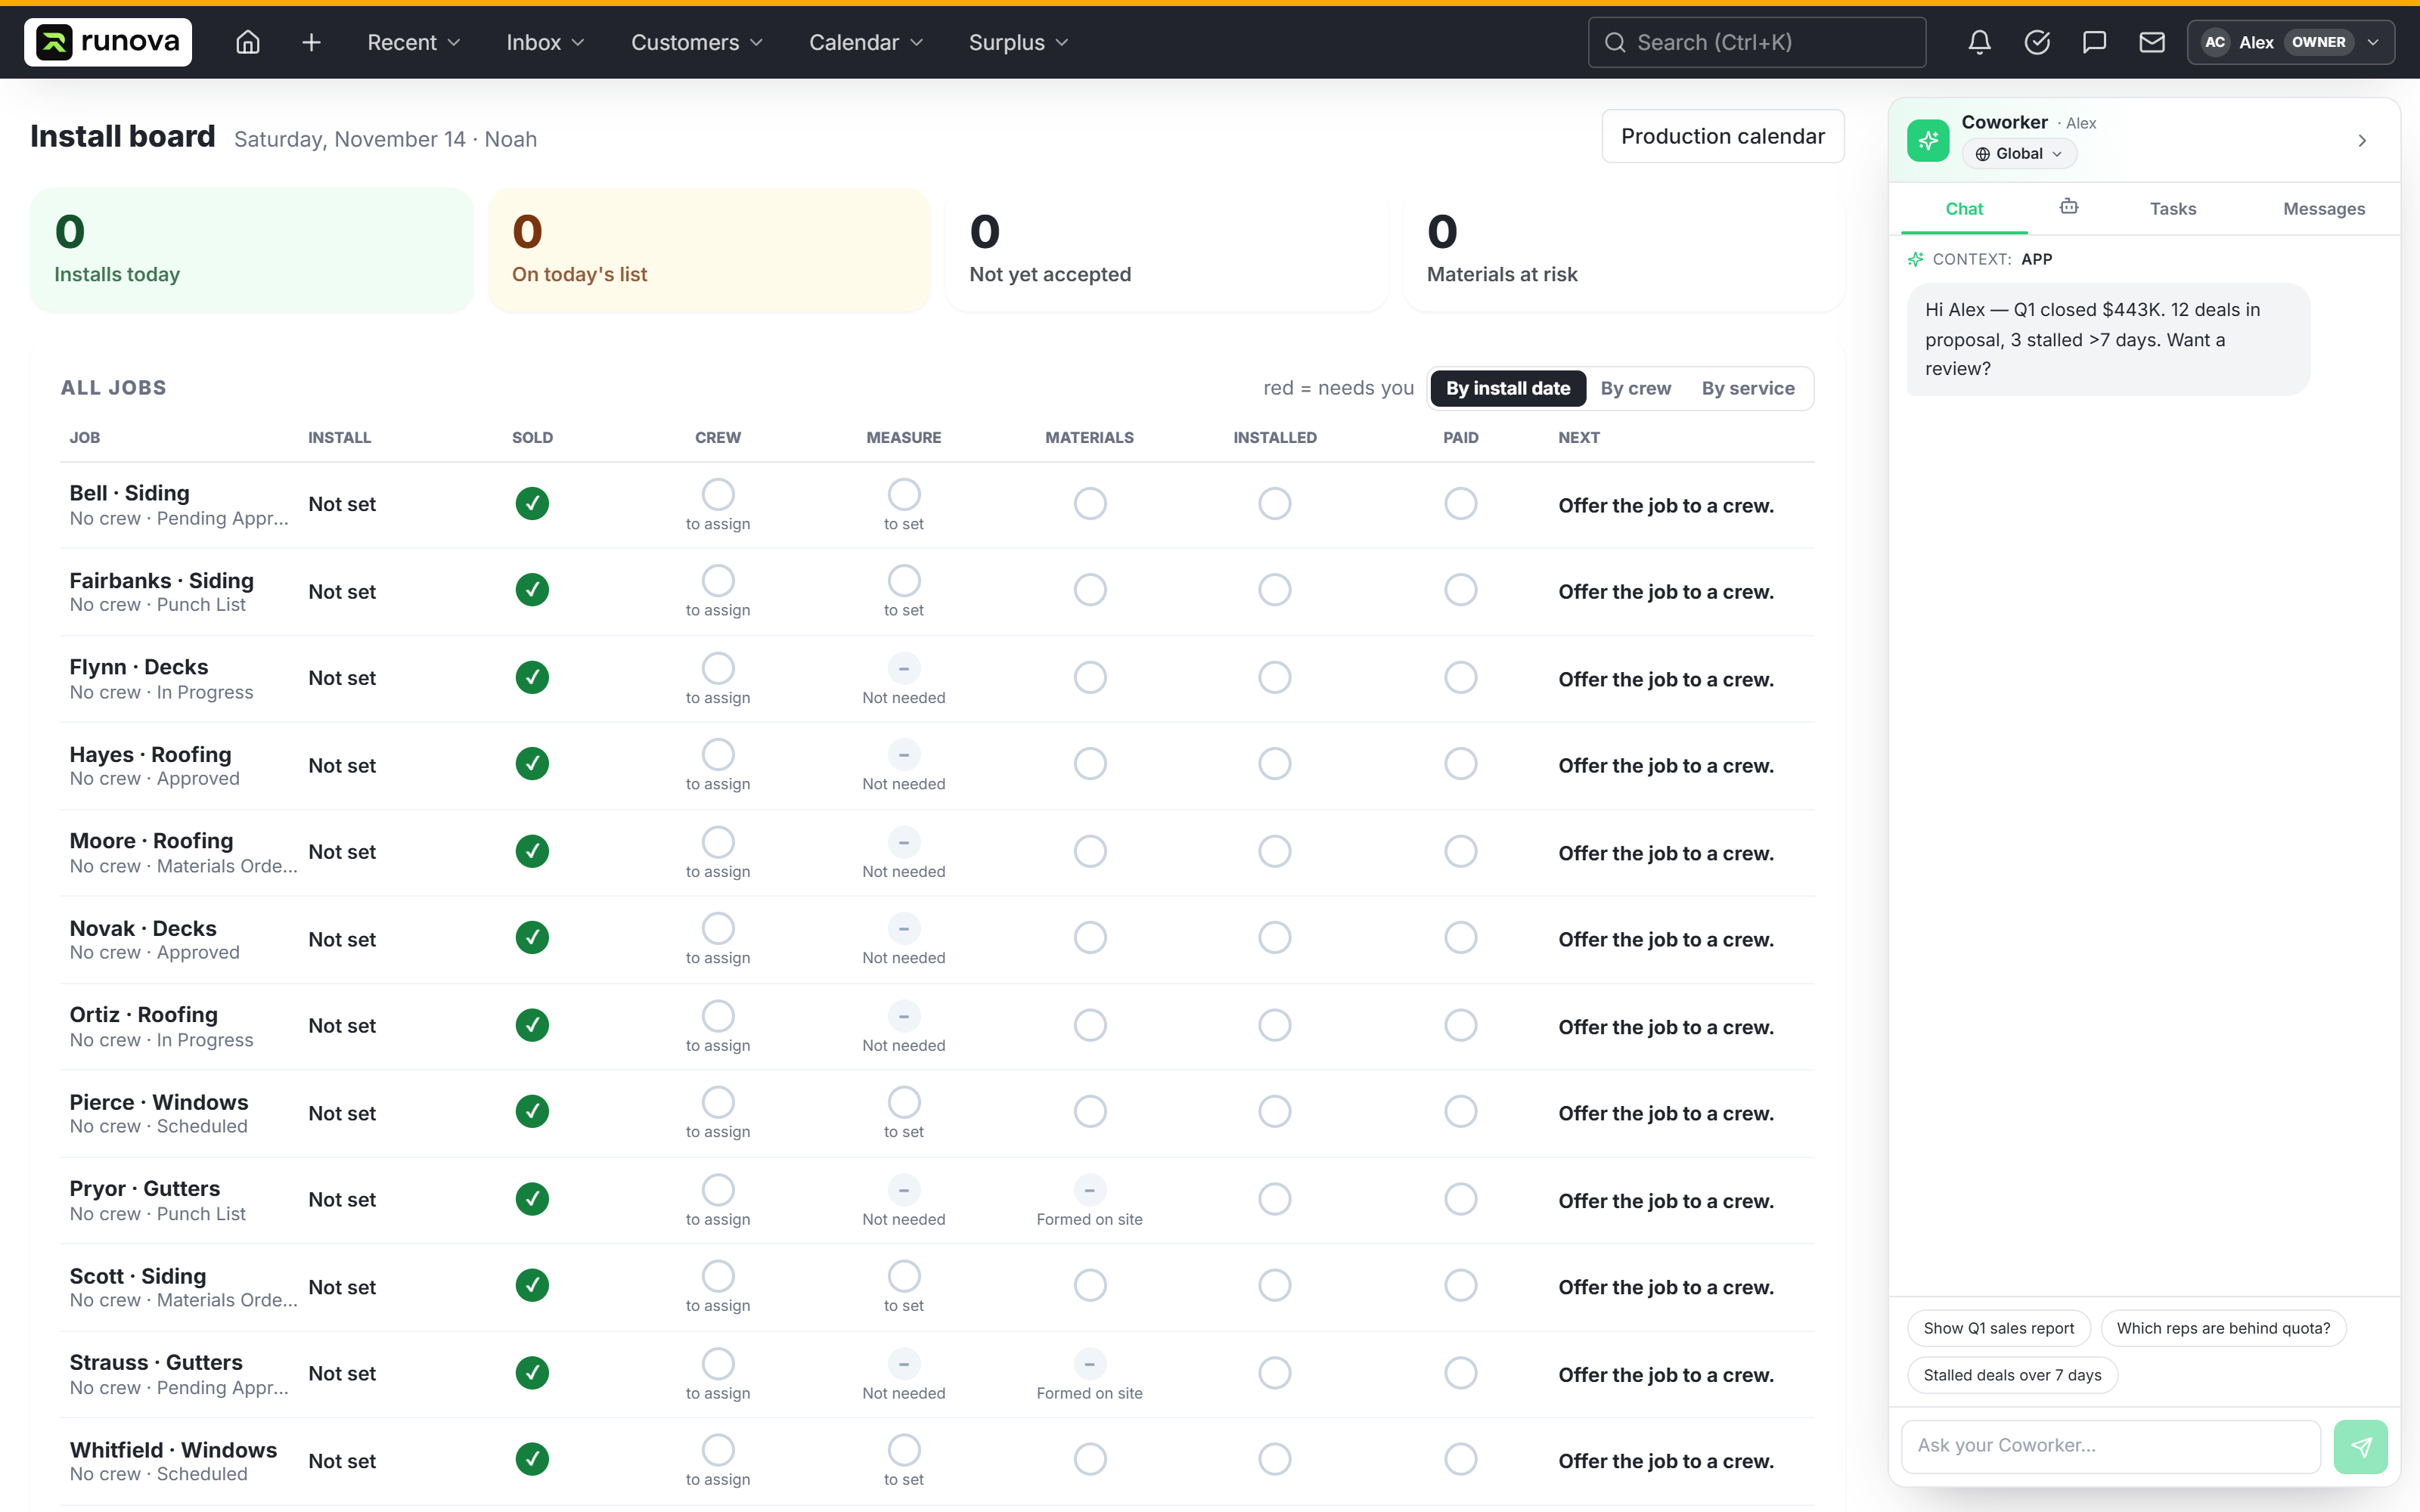 runova
Recent
Inbox
Customers
Calendar
Surplus
Search (Ctrl+K)
AC Alex OWNER
Install board Saturday, November 14 · Noah
Production calendar
0
Installs today
0
On today's list
0
Not yet accepted
0
Materials at risk
ALL JOBS
red = needs you
By install date By crew By service
JOB INSTALL SOLD CREW MEASURE MATERIALS INSTALLED PAID NEXT
Bell · Siding
No crew · Pending Appr...
Not set
to assign
to set
Offer the job to a crew.
Fairbanks · Siding
No crew · Punch List
Not set
to assign
to set
Offer the job to a crew.
Flynn · Decks
No crew · In Progress
Not set
to assign
Not needed
Offer the job to a crew.
Hayes · Roofing
No crew · Approved
Not set
to assign
Not needed
Offer the job to a crew.
Moore · Roofing
No crew · Materials Orde...
Not set
to assign
Not needed
Offer the job to a crew.
Novak · Decks
No crew · Approved
Not set
to assign
Not needed
Offer the job to a crew.
Ortiz · Roofing
No crew · In Progress
Not set
to assign
Not needed
Offer the job to a crew.
Pierce · Windows
No crew · Scheduled
Not set
to assign
to set
Offer the job to a crew.
Pryor · Gutters
No crew · Punch List
Not set
to assign
Not needed
Formed on site
Offer the job to a crew.
Scott · Siding
No crew · Materials Orde...
Not set
to assign
to set
Offer the job to a crew.
Strauss · Gutters
No crew · Pending Appr...
Not set
to assign
Not needed
Formed on site
Offer the job to a crew.
Whitfield · Windows
No crew · Scheduled
Not set
to assign
to set
Offer the job to a crew.
Coworker · Alex
Global
Chat Tasks Messages
CONTEXT: APP
Hi Alex — Q1 closed $443K. 12 deals in
proposal, 3 stalled >7 days. Want a
review?
Show Q1 sales report
Which reps are behind quota?
Stalled deals over 7 days
Ask your Coworker...